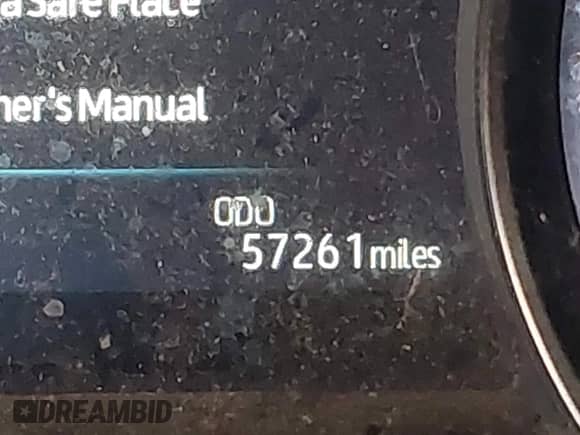 a Safe Place
ner's Manual
ODO
57261 miles
DREAMBID